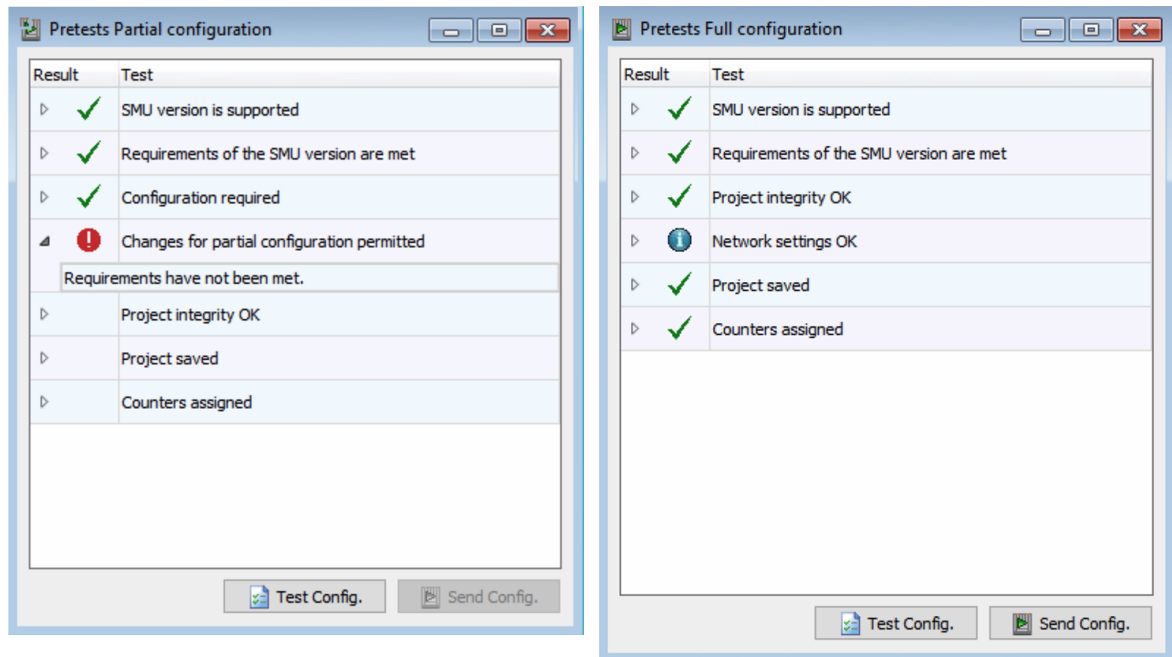 Pretests Partial configuration
Result Test
SMU version is supported
Requirements of the SMU version are met
Configuration required
Changes for partial configuration permitted
Requirements have not been met.
Project integrity OK
Project saved
Counters assigned
Test Config. Send Config.
Pretests Full configuration
Result Test
SMU version is supported
Requirements of the SMU version are met
Project integrity OK
Network settings OK
Project saved
Counters assigned
Test Config. Send Config.